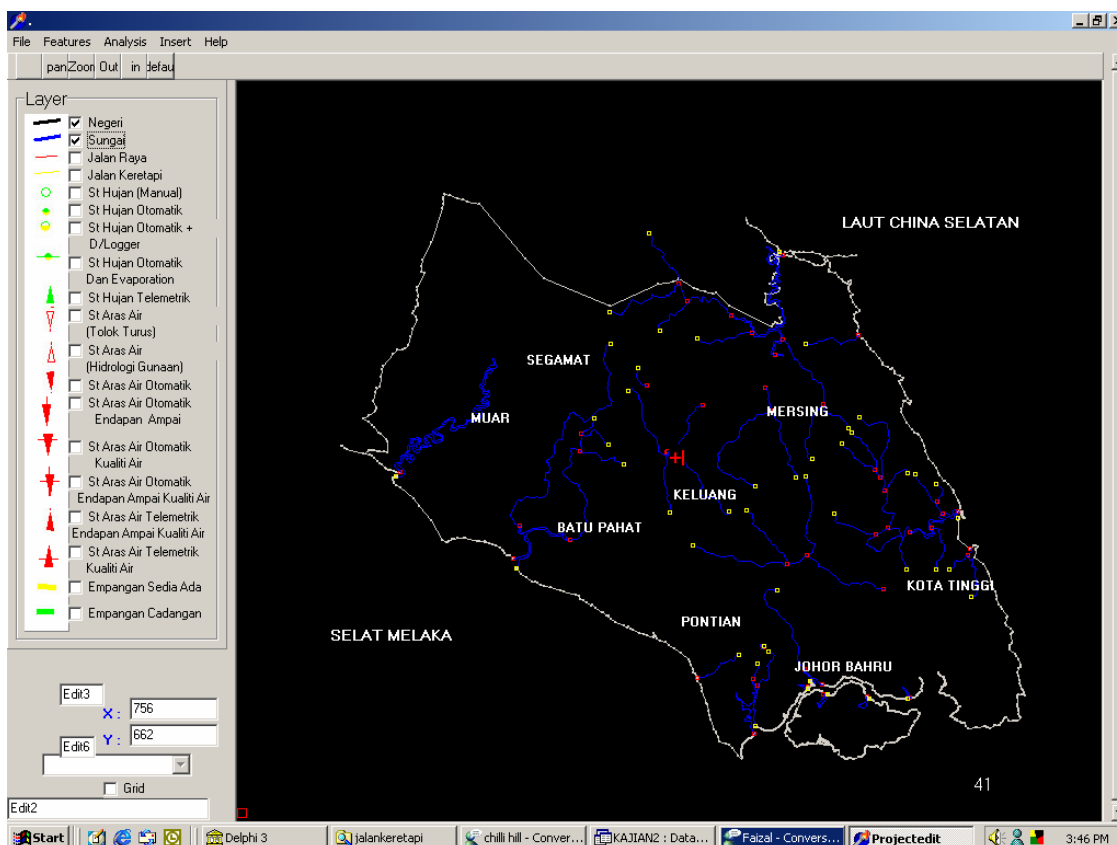 .
File Features Analysis Insert Help
pan Zoon Out in defau
Layer
Negeri
Sungai
Jalan Raya
Jalan Keretapi
St Hujan (Manual)
St Hujan Otomatik
St Hujan Otomatik +
D/Logger
St Hujan Otomatik
Dan Evaporation
St Hujan Telemetrik
St Aras Air
(Tolok Turus)
St Aras Air
(Hidrologi Gunaan)
St Aras Air Otomatik
St Aras Air Otomatik
Endapan Ampai
St Aras Air Otomatik
Kualiti Air
St Aras Air Otomatik
Endapan Ampai Kualiti Air
St Aras Air Telemetrik
Endapan Ampai Kualiti Air
St Aras Air Telemetrik
Kualiti Air
Empangan Sedia Ada
Empangan Cadangan
Edit3
X : 756
Y : 662
Edit6
Grid
Edit2
LAUT CHINA SELATAN
SEGAMAT
MUAR
MERSING
KELUANG
BATU PAHAT
KOTA TINGGI
PONTIAN
SELAT MELAKA
JOHOR BAHRU
41
Start Delphi 3 jalankeretapi chilli hill - Conver... KAJIAN2 : Data... Faizal - Convers... Projectedit 3:46 PM